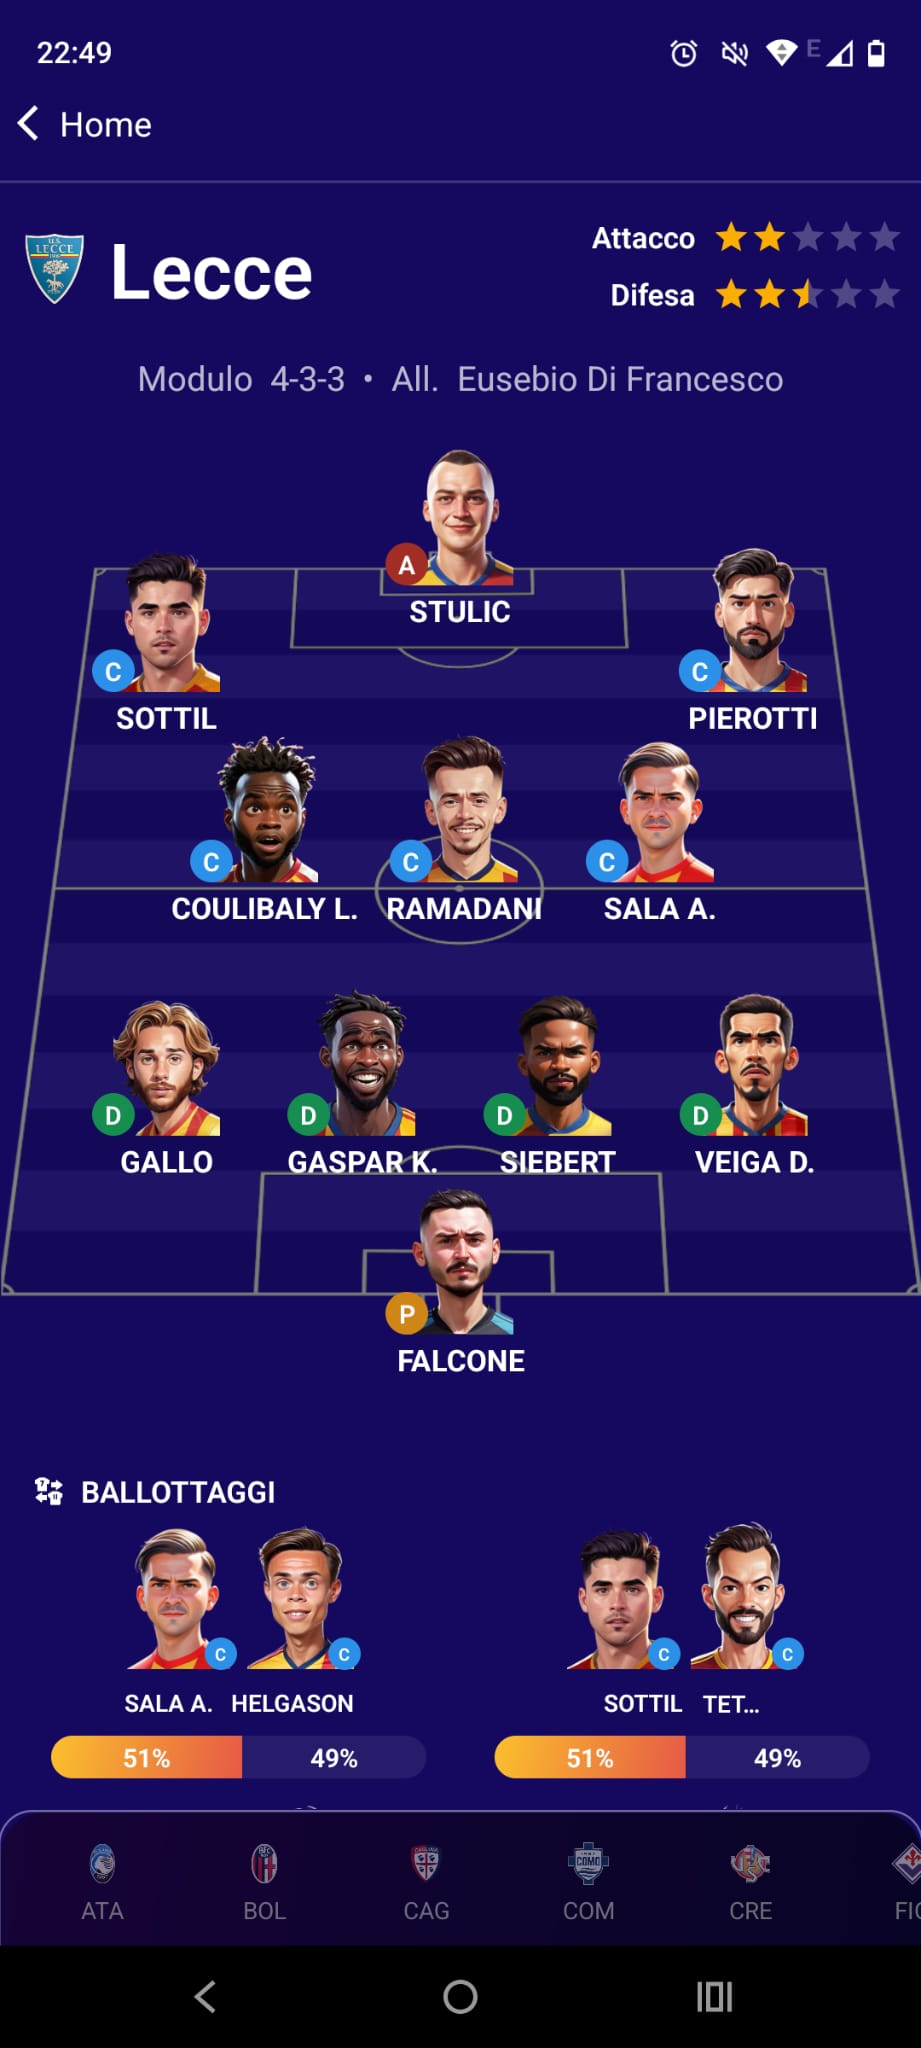 22:49
E
Home
U.S.
LECCE
Lecce
Attacco
Difesa
Modulo 4-3-3 • All. Eusebio Di Francesco
A
STULIC
C
SOTTIL
C
PIEROTTI
C
COULIBALY L.
C
RAMADANI
C
SALA A.
D
GALLO
D
GASPAR K.
D
SIEBERT
D
VEIGA D.
P
FALCONE
BALLOTTAGGI
C C C C
SALA A. HELGASON SOTTIL TET...
51% 49% 51% 49%
COMO
ATA BOL CAG COM CRE FIO